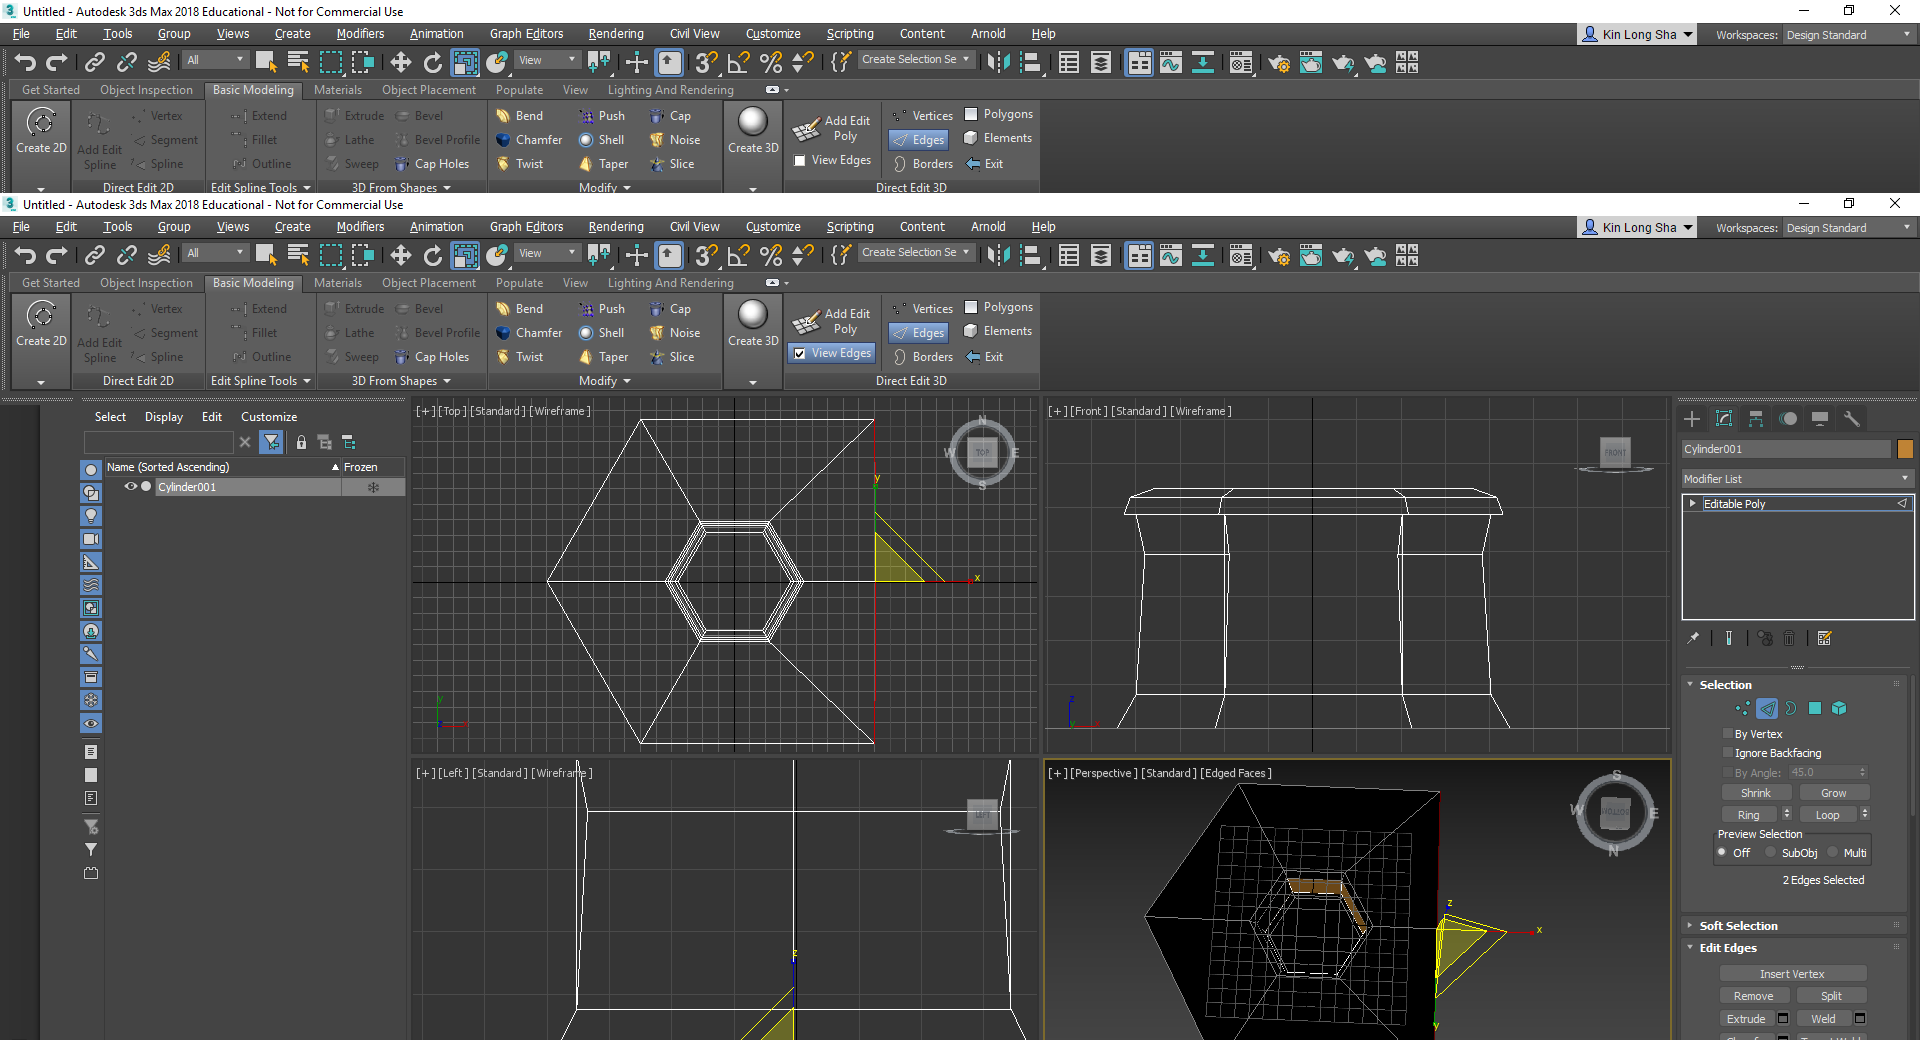 Untitled - Autodesk 3ds Max 2018 Educational - Not for Commercial Use
File Edit Tools Group Views Create Modifiers Animation Graph Editors Rendering Civil View Customize Scripting Content Arnold Help Kin Long Sha Workspaces: Design Standard
All View Create Selection Se
Get Started Object Inspection Basic Modeling Materials Object Placement Populate View Lighting And Rendering
Vertex Extend Extrude Bevel Bend Push Cap Add Edit Poly Vertices Polygons
Create 2D Add Edit Spline Segment Fillet Lathe Bevel Profile Chamfer Shell Noise Create 3D Edges Elements
Spline Outline Sweep Cap Holes Twist Taper Slice View Edges Borders Exit
Direct Edit 2D Edit Spline Tools 3D From Shapes Modify Direct Edit 3D
Untitled - Autodesk 3ds Max 2018 Educational - Not for Commercial Use
File Edit Tools Group Views Create Modifiers Animation Graph Editors Rendering Civil View Customize Scripting Content Arnold Help Kin Long Sha Workspaces: Design Standard
All View Create Selection Se
Get Started Object Inspection Basic Modeling Materials Object Placement Populate View Lighting And Rendering
Vertex Extend Extrude Bevel Bend Push Cap Add Edit Poly Vertices Polygons
Create 2D Add Edit Spline Segment Fillet Lathe Bevel Profile Chamfer Shell Noise Create 3D Edges Elements
Spline Outline Sweep Cap Holes Twist Taper Slice View Edges Borders Exit
Direct Edit 2D Edit Spline Tools 3D From Shapes Modify Direct Edit 3D
Select Display Edit Customize
Name (Sorted Ascending) Frozen
Cylinder001
[+] [Top] [Standard] [Wireframe]
N
W TOP E
S
y
x
y
z
[+] [Front] [Standard] [Wireframe]
FRONT
z
y
[+] [Left] [Standard] [Wireframe]
LEFT
z
[+] [Perspective] [Standard] [Edged Faces]
S
W BOTTOM E
N
z
x
y
Cylinder001
Modifier List
Editable Poly
Selection
By Vertex
Ignore Backfacing
By Angle: 45.0
Shrink Grow
Ring Loop
Preview Selection
Off SubObj Multi
2 Edges Selected
Soft Selection
Edit Edges
Insert Vertex
Remove Split
Extrude Weld